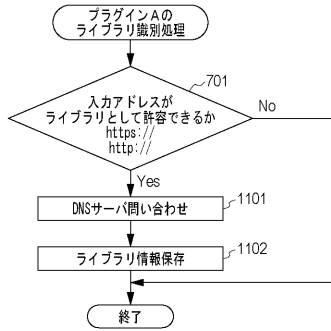 プラグインAの
ライブラリ識別処理
701
入力アドレスが
ライブラリとして許容できるか
https://
http://
No
Yes
DNSサーバ問い合わせ
1101
ライブラリ情報保存
1102
終了